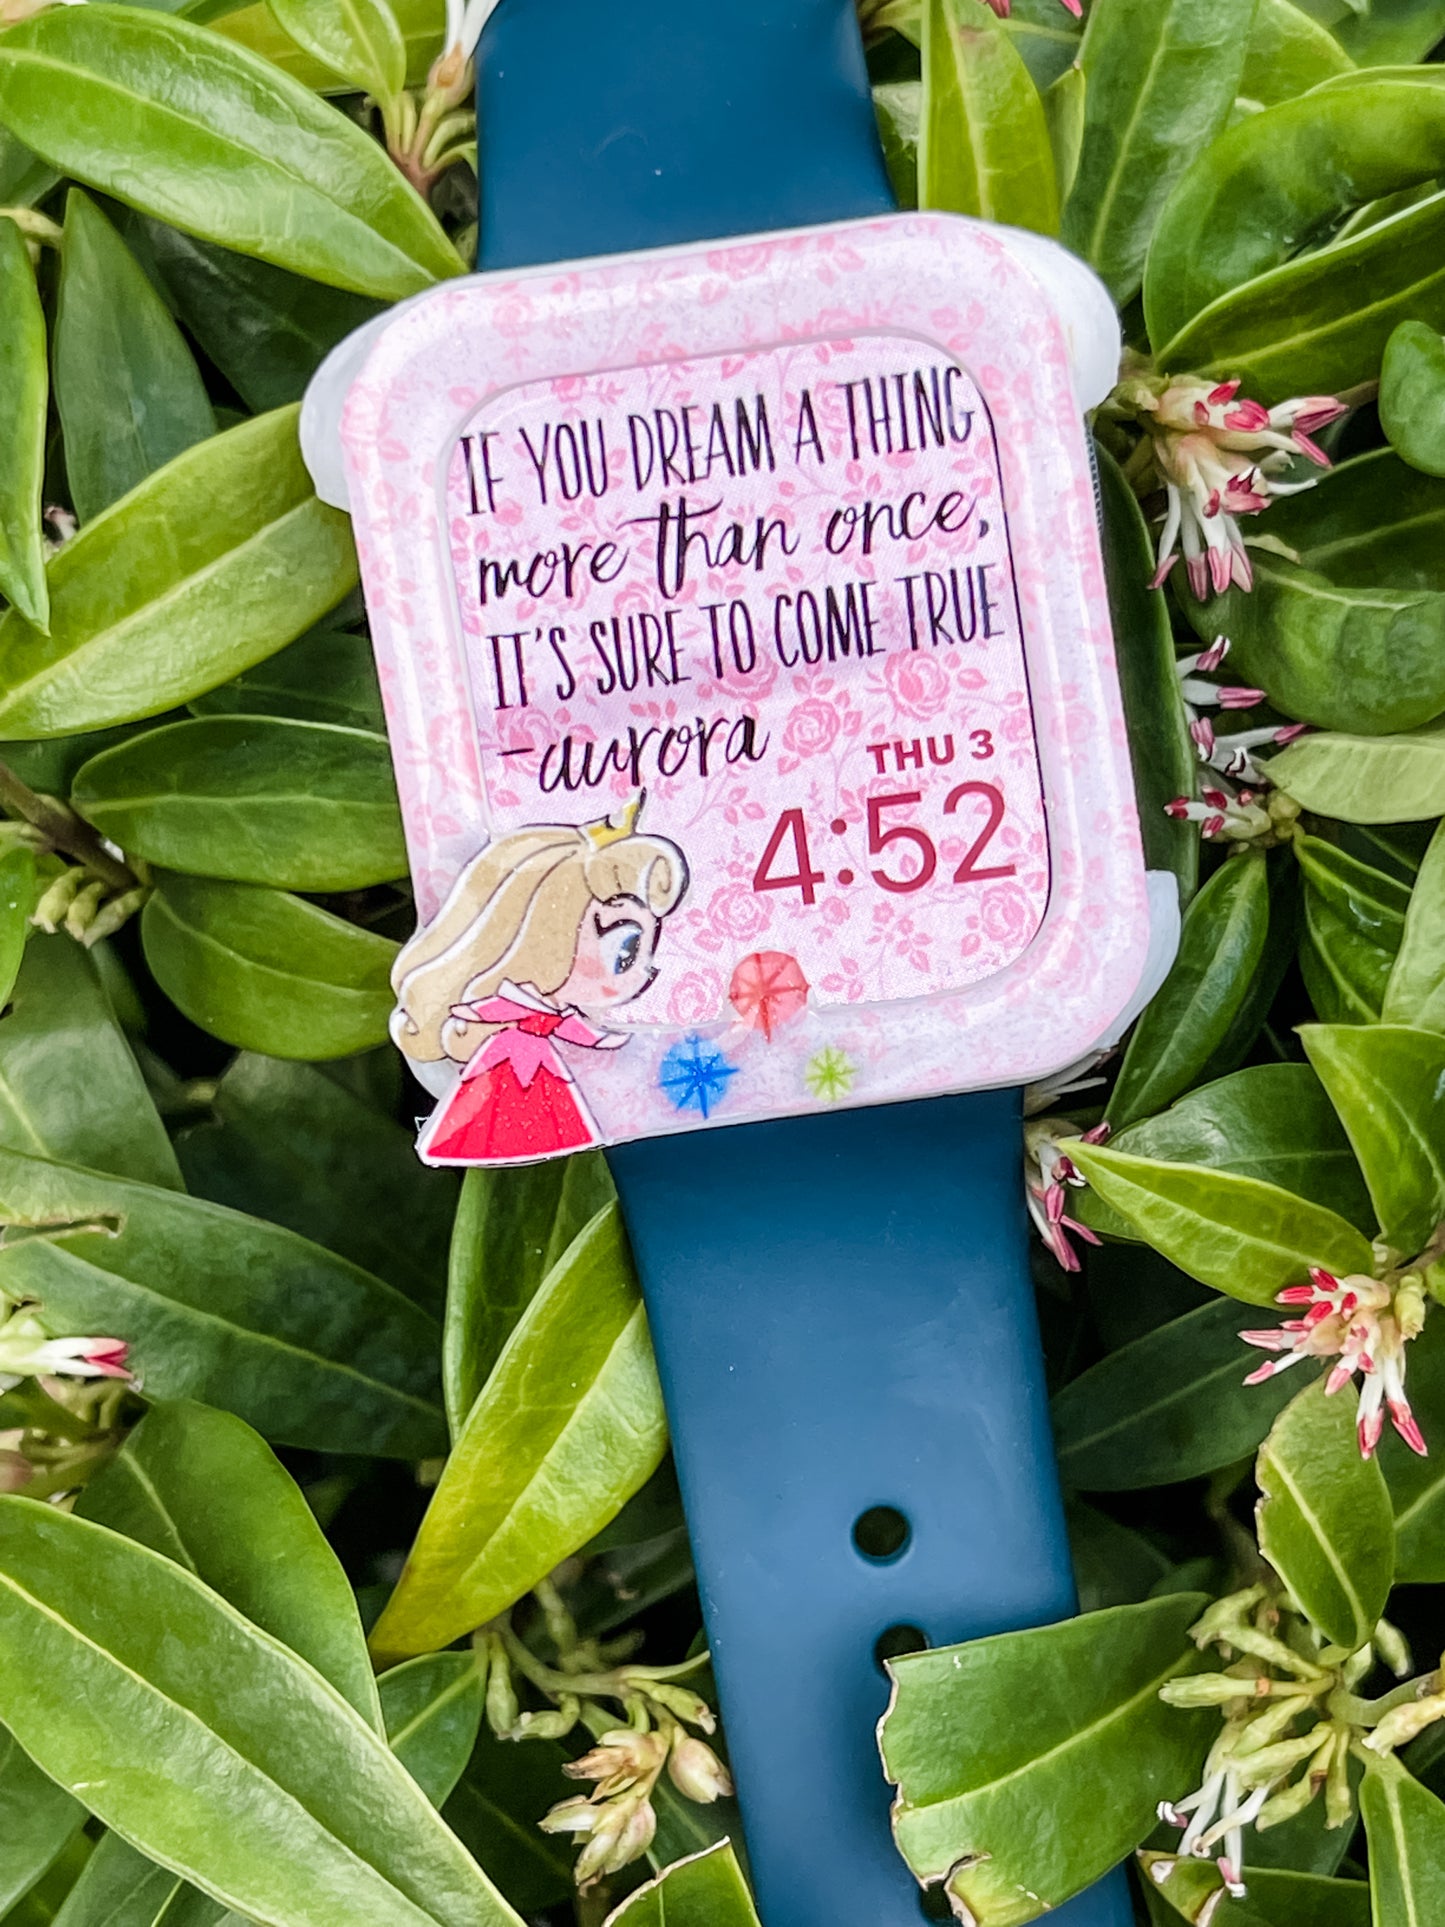 IF YOU DREAM A THING
more than once,
IT'S SURE TO COME TRUE
-aurora
THU 3
4:52